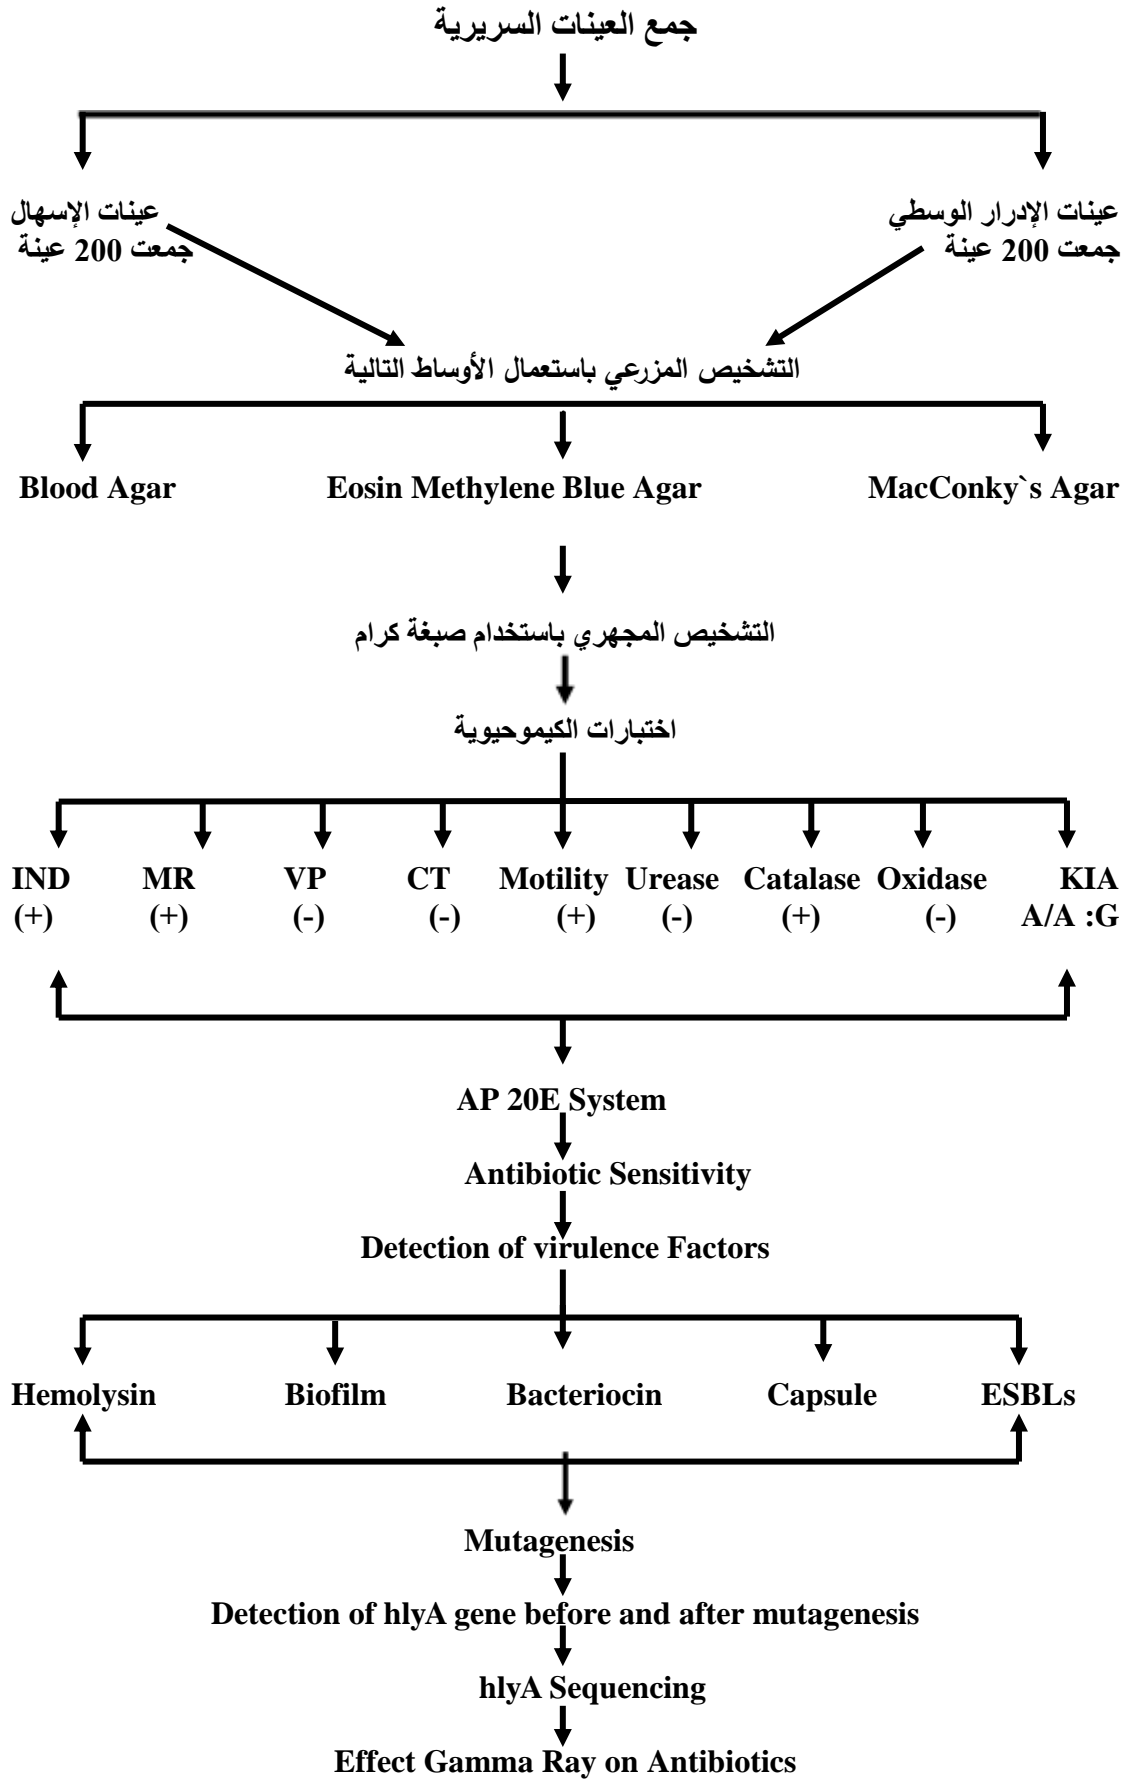 جمع العينات السريرية
عينات الإدرار الوسطي
جمعت 200 عينة
عينات الإسهال
جمعت 200 عينة
التشخيص المزرعي باستعمال الأوساط التالية
Blood Agar
Eosin Methylene Blue Agar
MacConky`s Agar
التشخيص المجهري باستخدام صبغة كرام
اختبارات الكيموحيوية
IND MR VP CT Motility Urease Catalase Oxidase KIA
(+) (+) (-) (-) (+) (-) (+) (-) A/A :G
AP 20E System
Antibiotic Sensitivity
Detection of virulence Factors
Hemolysin Biofilm Bacteriocin Capsule ESBLs
Mutagenesis
Detection of hlyA gene before and after mutagenesis
hlyA Sequencing
Effect Gamma Ray on Antibiotics